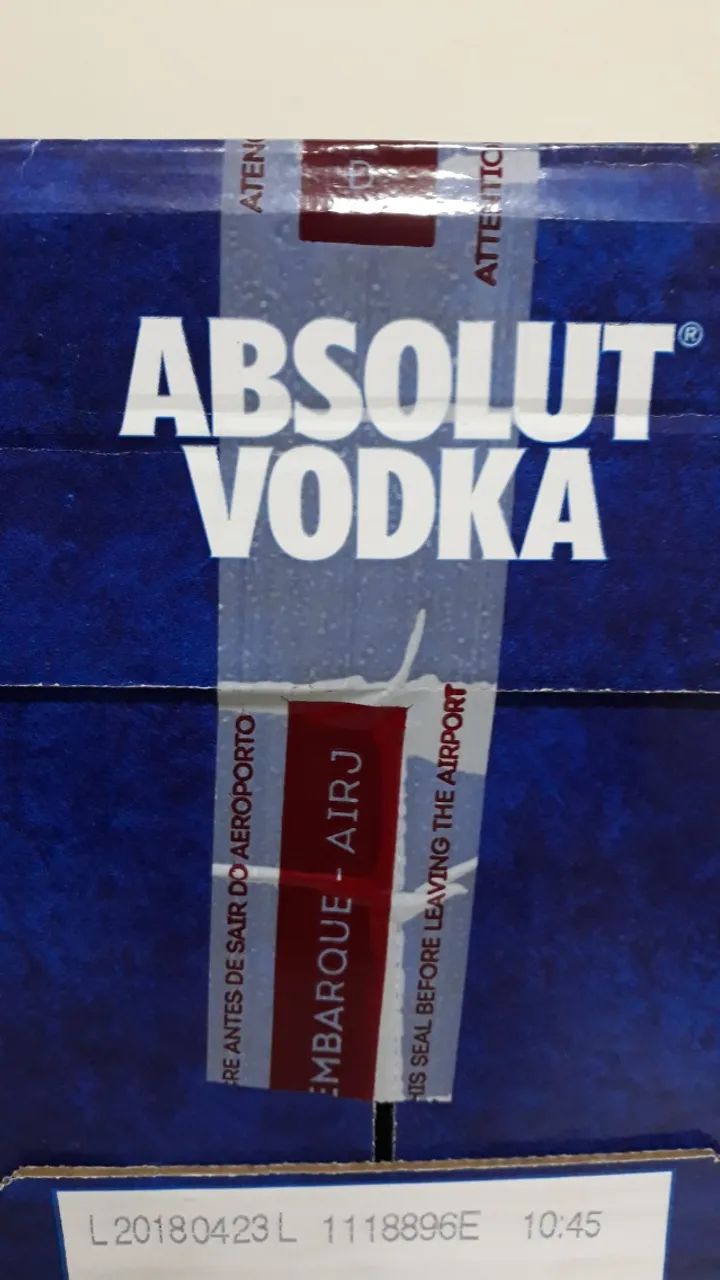 ATENÇ
ATTENTIO
ABSOLUT®
VODKA
RE ANTES DE SAIR DO AEROPORTO
EMBARQUE - AIRJ
HIS SEAL BEFORE LEAVING THE AIRPORT
L20180423L 1118896E 10:45